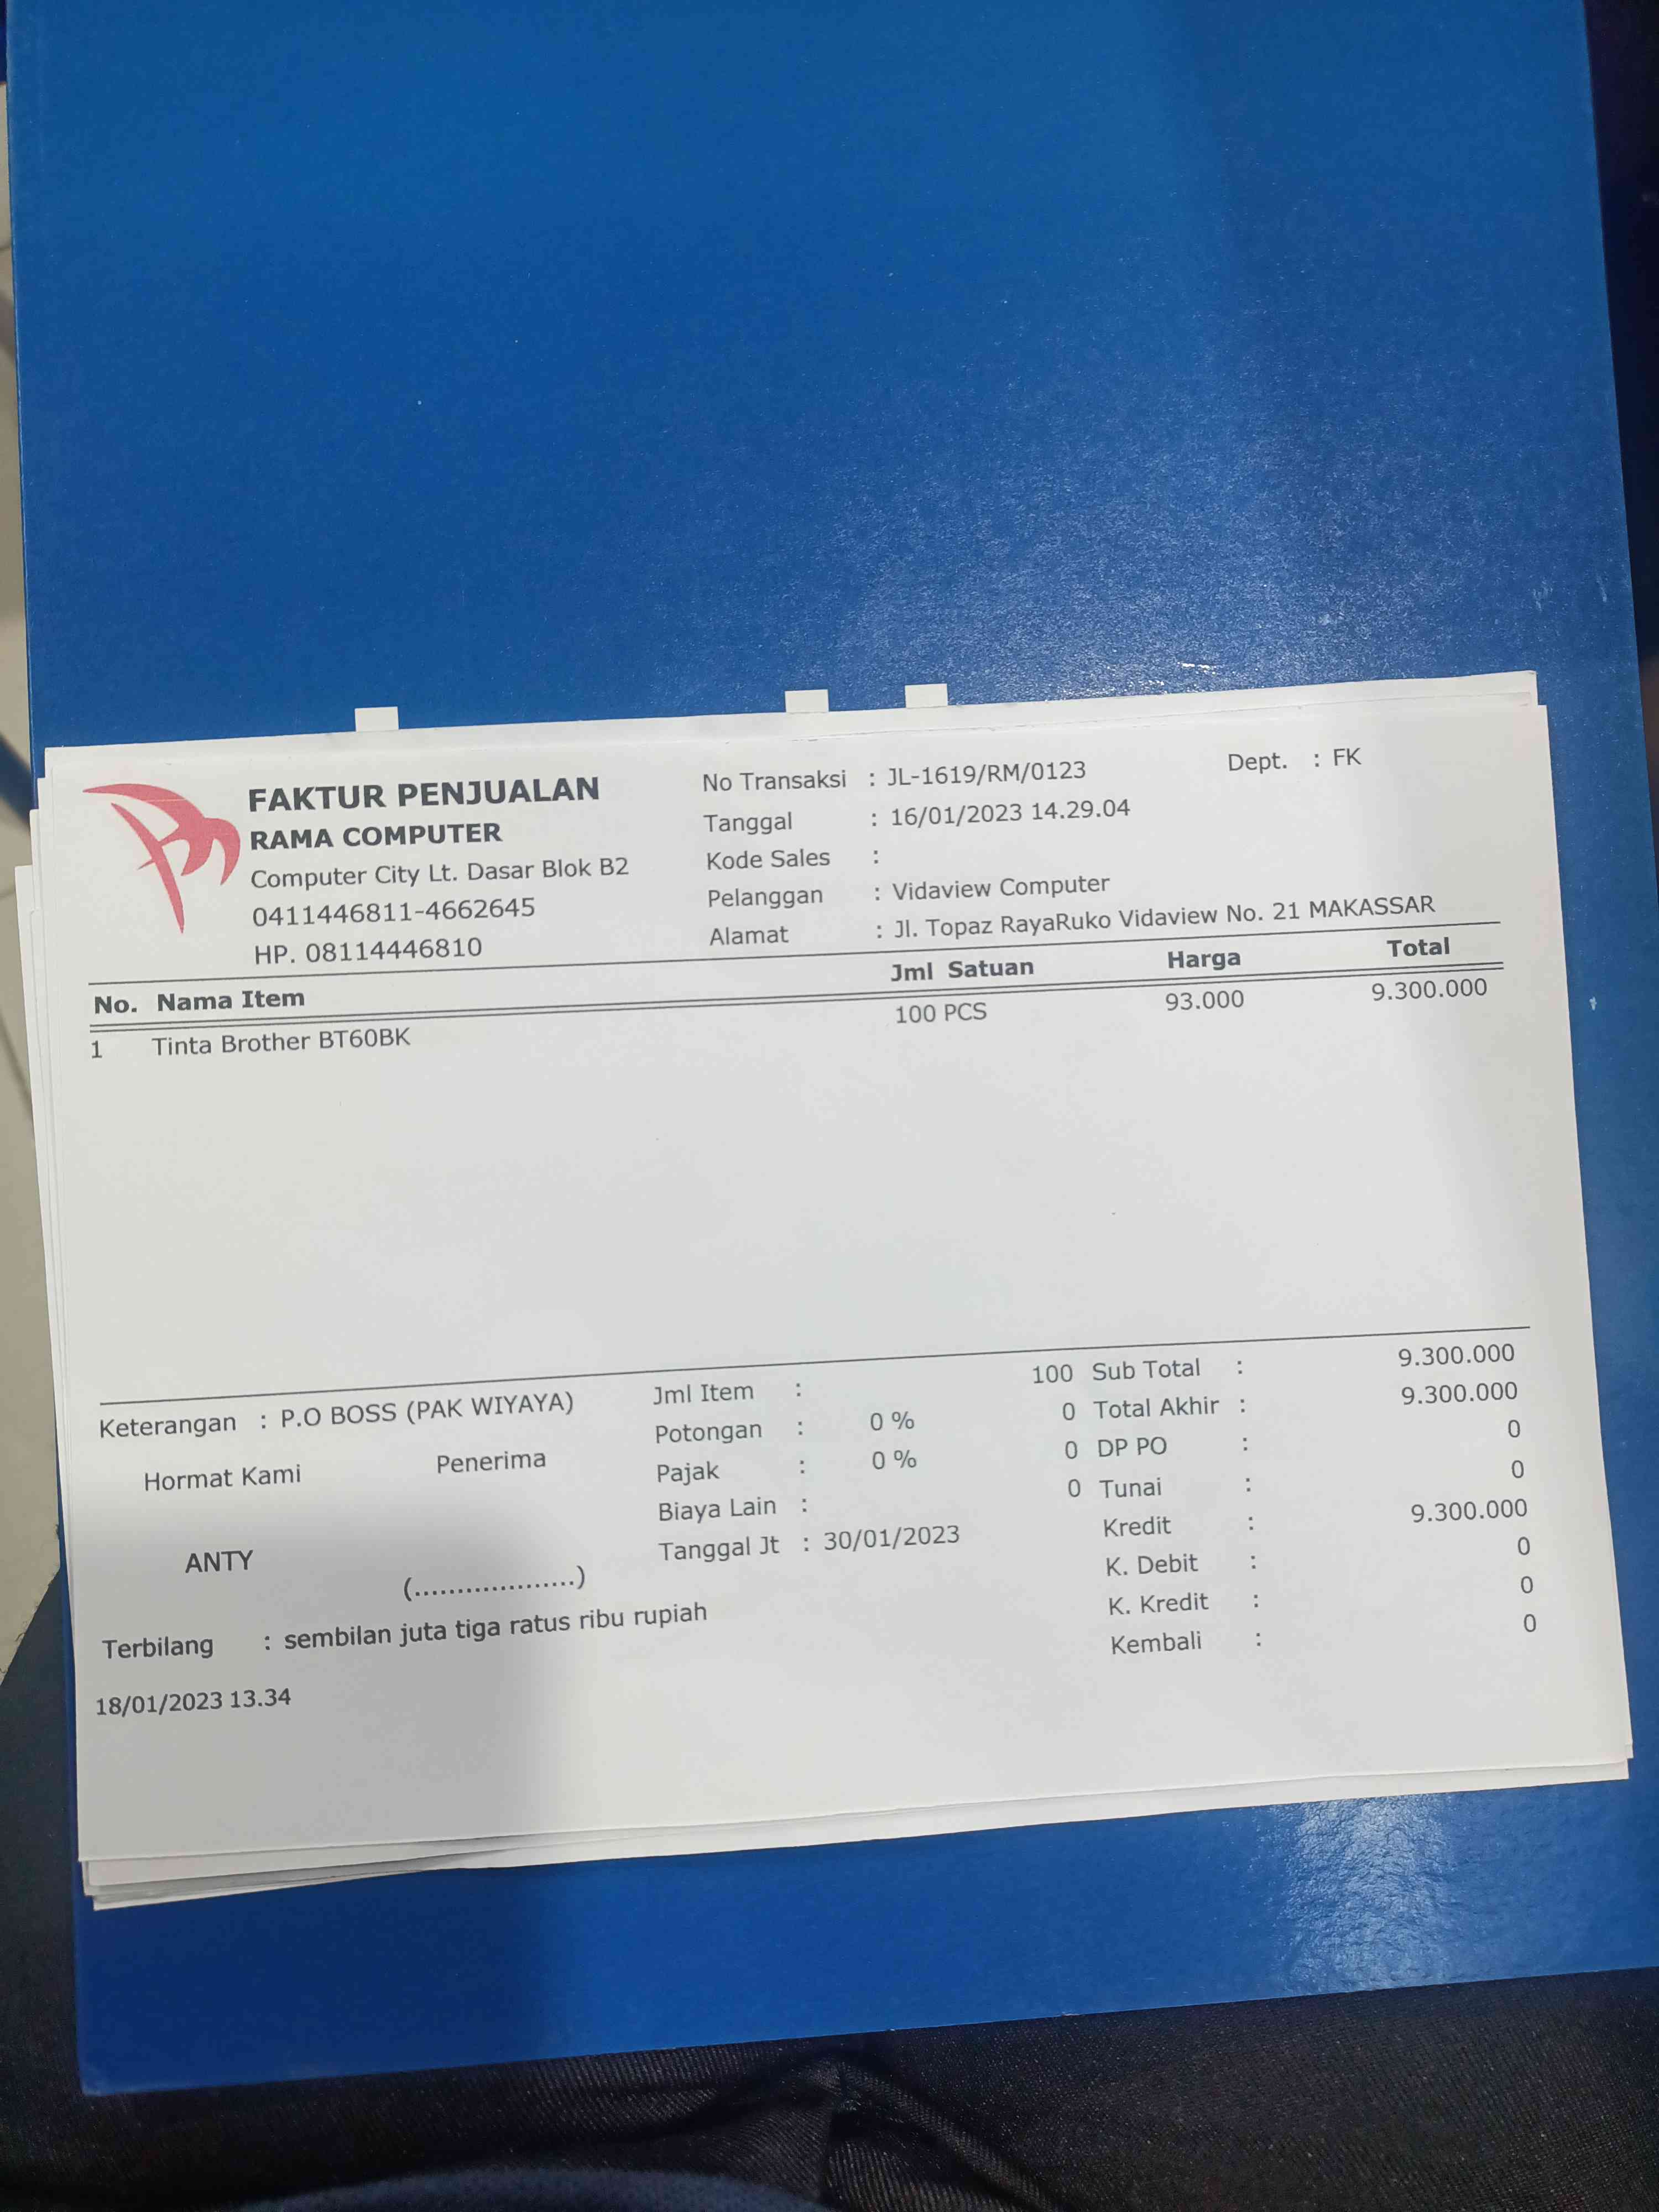 FAKTUR PENJUALAN
RAMA COMPUTER
Computer City Lt. Dasar Blok B2
0411446811-4662645
HP. 08114446810
No Transaksi : JL-1619/RM/0123 Dept. : FK
Tanggal : 16/01/2023 14.29.04
Kode Sales :
Pelanggan : Vidaview Computer
Alamat : Jl. Topaz RayaRuko Vidaview No. 21 MAKASSAR
No. Nama Item Jml Satuan Harga Total
1 Tinta Brother BT60BK 100 PCS 93.000 9.300.000
Keterangan : P.O BOSS (PAK WIYAYA)
Hormat Kami Penerima
ANTY
(...................)
Jml Item : 100
Potongan : 0 % 0
Pajak : 0 % 0
Biaya Lain : 0
Tanggal Jt : 30/01/2023
Sub Total : 9.300.000
Total Akhir : 9.300.000
DP PO : 0
Tunai : 0
Kredit : 9.300.000
K. Debit : 0
K. Kredit : 0
Kembali : 0
Terbilang : sembilan juta tiga ratus ribu rupiah
18/01/2023 13.34